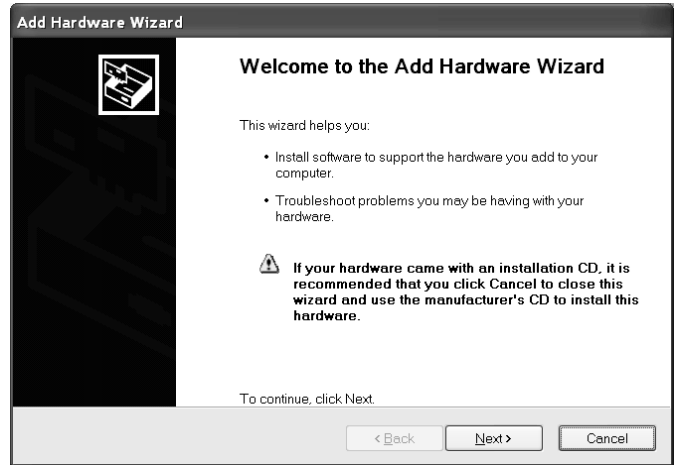 Add Hardware Wizard
Welcome to the Add Hardware Wizard
This wizard helps you:
• Install software to support the hardware you add to your
computer.
• Troubleshoot problems you may be having with your
hardware.
If your hardware came with an installation CD, it is
recommended that you click Cancel to close this
wizard and use the manufacturer's CD to install this
hardware.
To continue, click Next.
< Back Next > Cancel